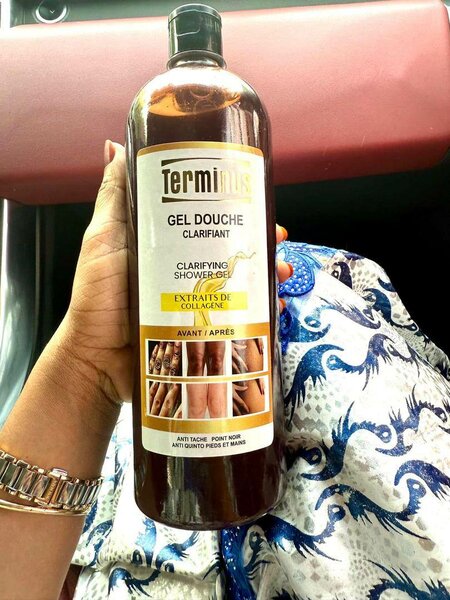 Terminus
GEL DOUCHE
CLARIFIANT
CLARIFYING
SHOWER GEL
EXTRAITS DE
COLLAGÈNE
AVANT / APRÈS
ANTI TACHE POINT NOIR
ANTI QUINTO PIEDS ET MAINS